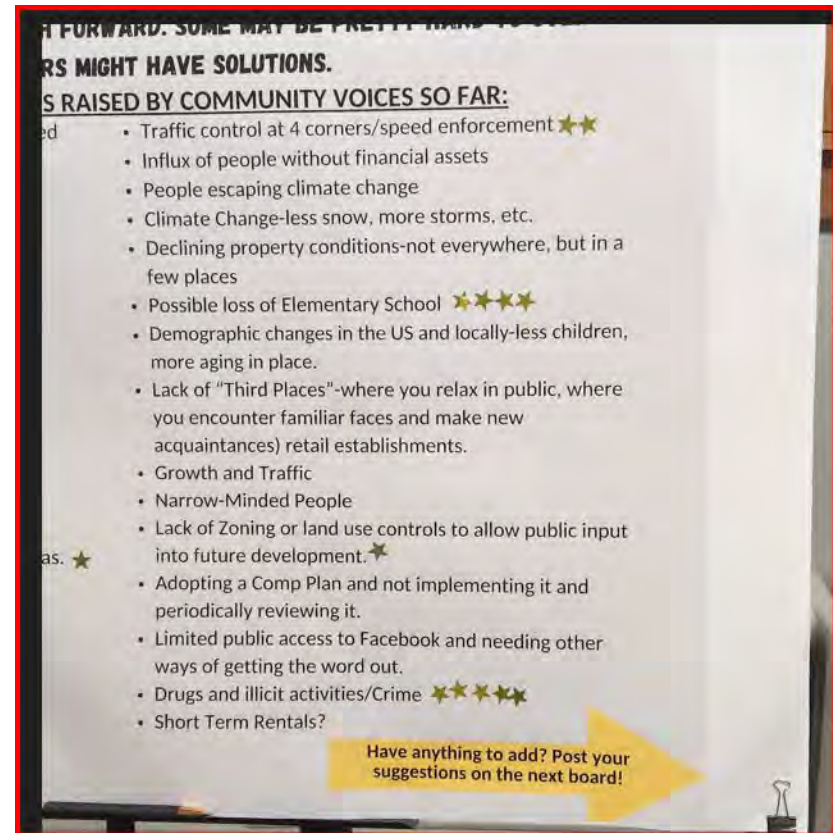 FORWARD. SOME MAY BE PRETTY HARD TO
RS MIGHT HAVE SOLUTIONS.
S RAISED BY COMMUNITY VOICES SO FAR:
ed
• Traffic control at 4 corners/speed enforcement
• Influx of people without financial assets
• People escaping climate change
• Climate Change-less snow, more storms, etc.
• Declining property conditions-not everywhere, but in a
few places
• Possible loss of Elementary School
• Demographic changes in the US and locally-less children,
more aging in place.
• Lack of “Third Places”-where you relax in public, where
you encounter familiar faces and make new
acquaintances) retail establishments.
• Growth and Traffic
• Narrow-Minded People
• Lack of Zoning or land use controls to allow public input
into future development.
as.
• Adopting a Comp Plan and not implementing it and
periodically reviewing it.
• Limited public access to Facebook and needing other
ways of getting the word out.
• Drugs and illicit activities/Crime
• Short Term Rentals?
Have anything to add? Post your
suggestions on the next board!